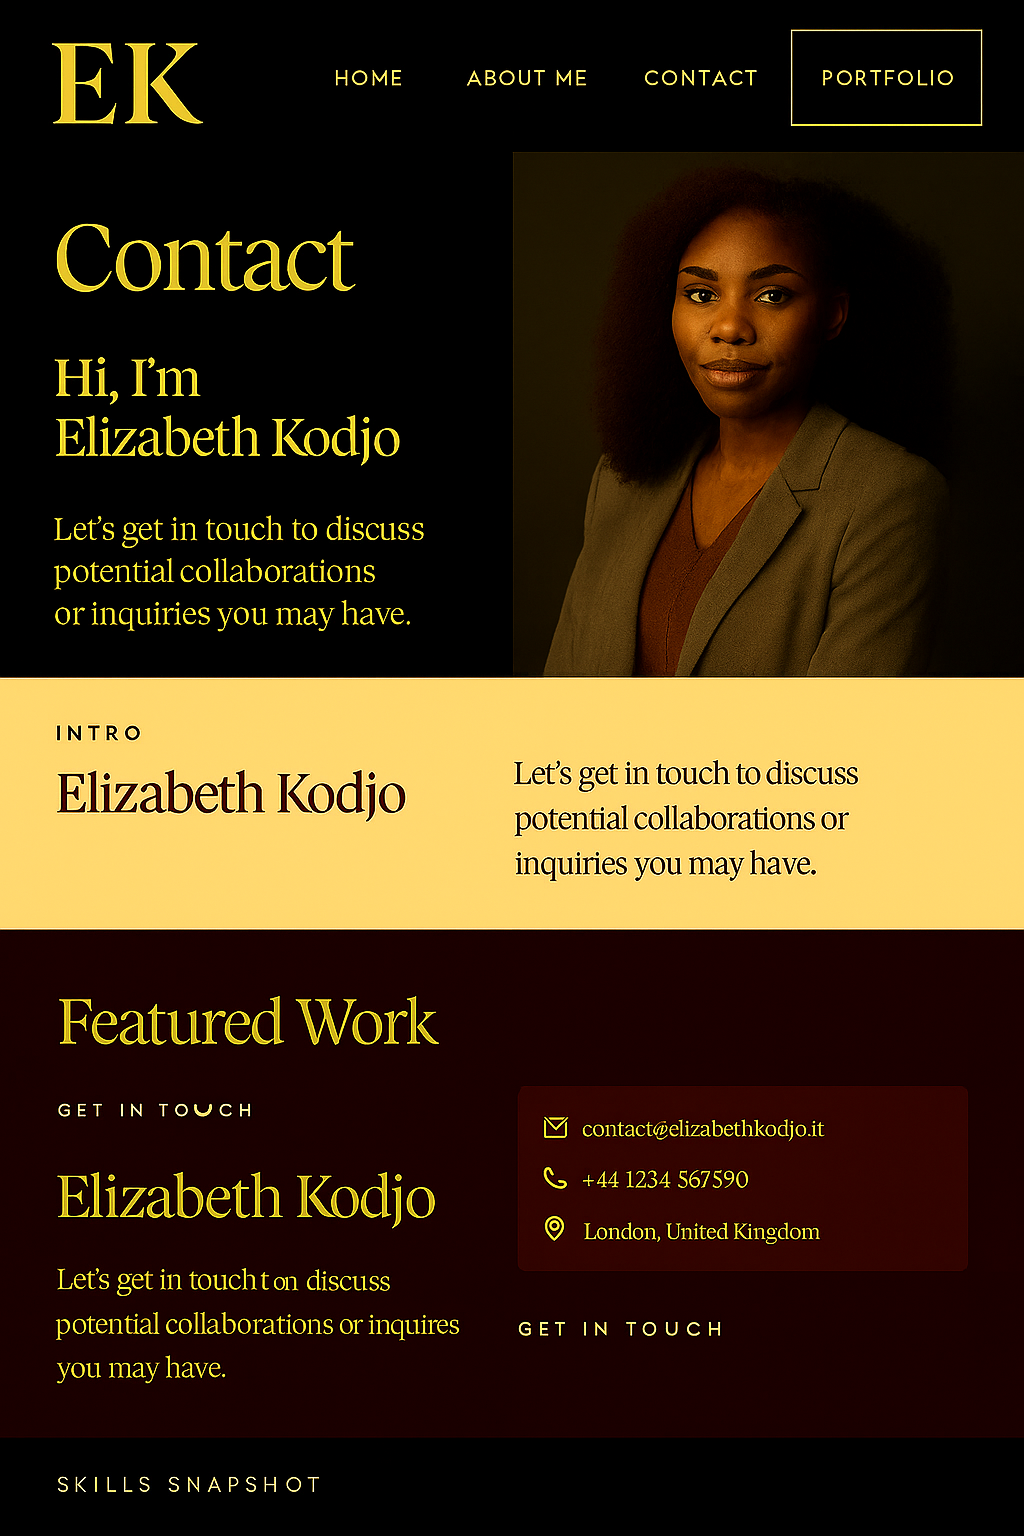 EK
HOME ABOUT ME CONTACT PORTFOLIO
Contact
Hi, I'm
Elizabeth Kodjo
Let's get in touch to discuss
potential collaborations
or inquiries you may have.
INTRO
Elizabeth Kodjo
Let's get in touch to discuss
potential collaborations or
inquiries you may have.
Featured Work
GET IN TOUCH
Elizabeth Kodjo
Let's get in touch t on discuss
potential collaborations or inquires
you may have.
contact@elizabethkodjo.it
+44 1234 567590
London, United Kingdom
GET IN TOUCH
SKILLS SNAPSHOT